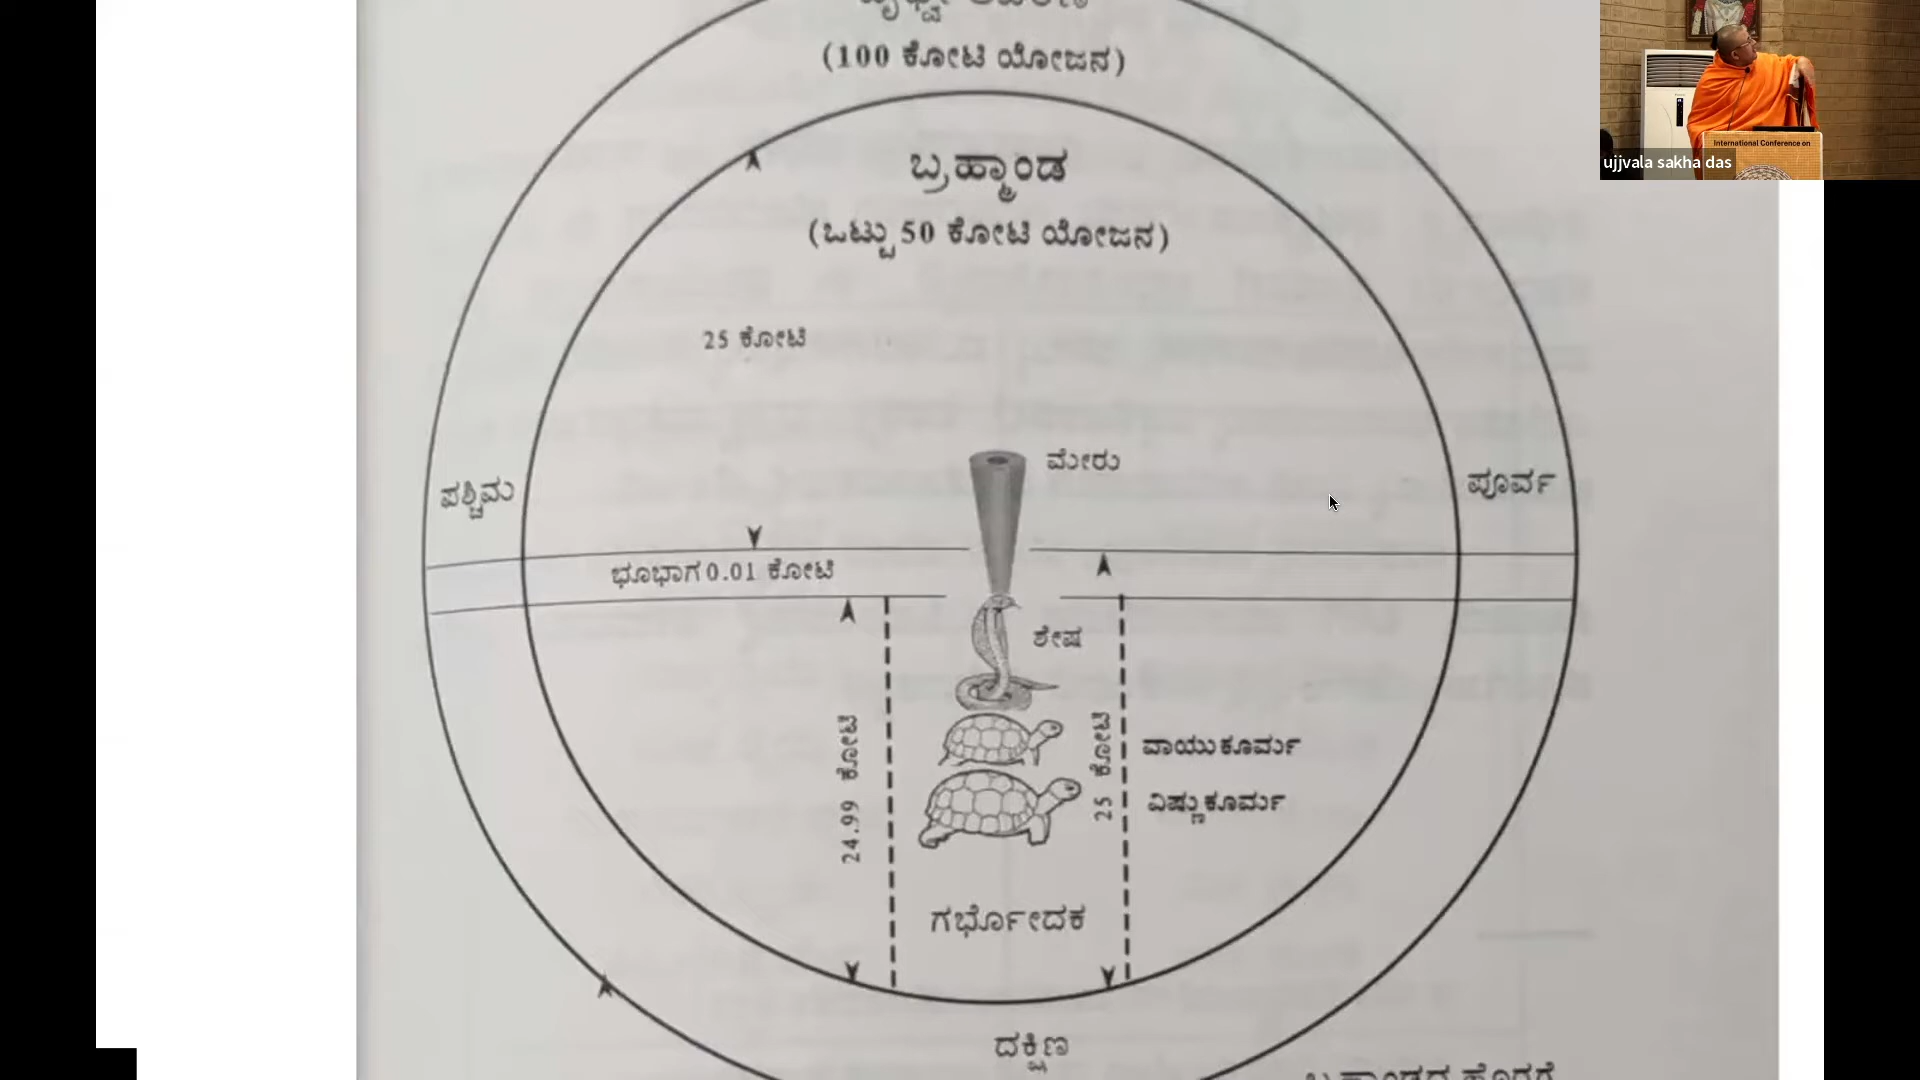 (100 ಕೋಟಿ ಯೋಜನ)
ಬ್ರಹ್ಮಾಂಡ
(ಒಟ್ಟು 50 ಕೋಟಿ ಯೋಜನ)
25 ಕೋಟಿ
ಮೇರು
ಪಶ್ಚಿಮ
ಪೂರ್ವ
ಭೂಭಾಗ 0.01 ಕೋಟಿ
ಶೇಷ
24.99 ಕೋಟಿ
25 ಕೋಟಿ
ವಾಯುಕೂರ್ಮ
ವಿಷ್ಣುಕೂರ್ಮ
ಗರ್ಭೋದಕ
ದಕ್ಷಿಣ
International Conference on
ujjvala sakha das